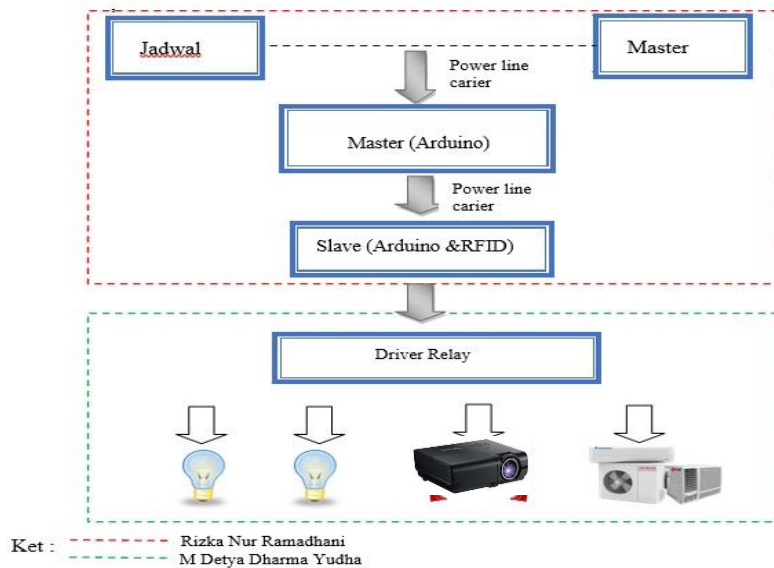 Jadwal
Master
Power line
carier
Master (Arduino)
Power line
carier
Slave (Arduino &RFID)
Driver Relay
Ket :
Rizka Nur Ramadhani
M Detya Dharma Yudha